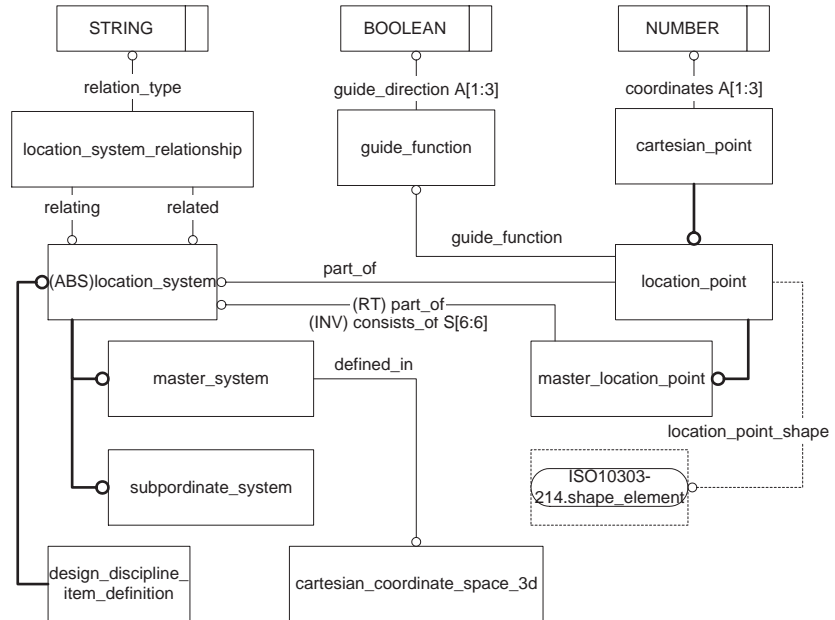 STRING
BOOLEAN
NUMBER
relation_type
guide_direction A[1:3]
coordinates A[1:3]
location_system_relationship
guide_function
cartesian_point
relating
related
guide_function
(ABS)location_system
part_of
location_point
(RT) part_of
(INV) consists_of S[6:6]
master_system
defined_in
master_location_point
location_point_shape
subpordinate_system
ISO10303-
214.shape_element
design_discipline_
item_definition
cartesian_coordinate_space_3d